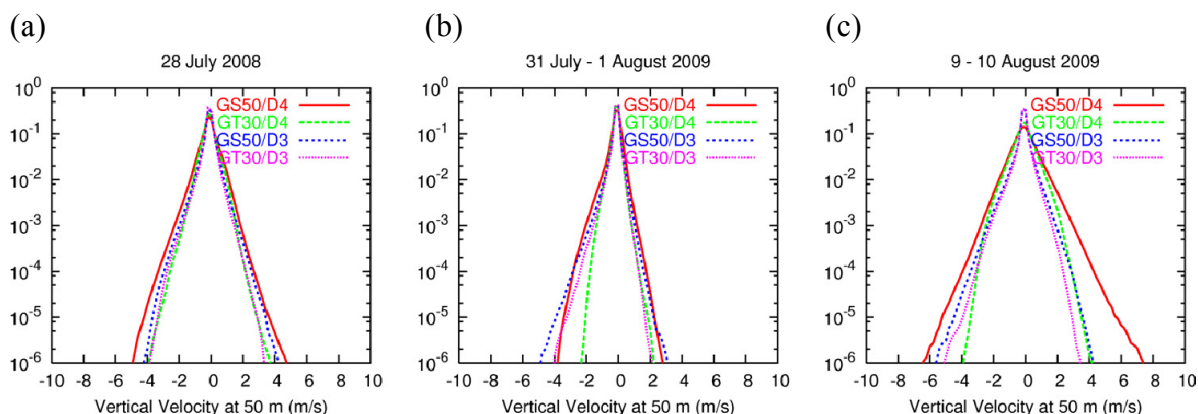 (a)
28 July 2008
10^0
10^-1
10^-2
10^-3
10^-4
10^-5
10^-6
GS50/D4
GT30/D4
GS50/D3
GT30/D3
-10 -8 -6 -4 -2 0 2 4 6 8 10
Vertical Velocity at 50 m (m/s)
(b)
31 July - 1 August 2009
10^0
10^-1
10^-2
10^-3
10^-4
10^-5
10^-6
GS50/D4
GT30/D4
GS50/D3
GT30/D3
-10 -8 -6 -4 -2 0 2 4 6 8 10
Vertical Velocity at 50 m (m/s)
(c)
9 - 10 August 2009
10^0
10^-1
10^-2
10^-3
10^-4
10^-5
10^-6
GS50/D4
GT30/D4
GS50/D3
GT30/D3
-10 -8 -6 -4 -2 0 2 4 6 8 10
Vertical Velocity at 50 m (m/s)